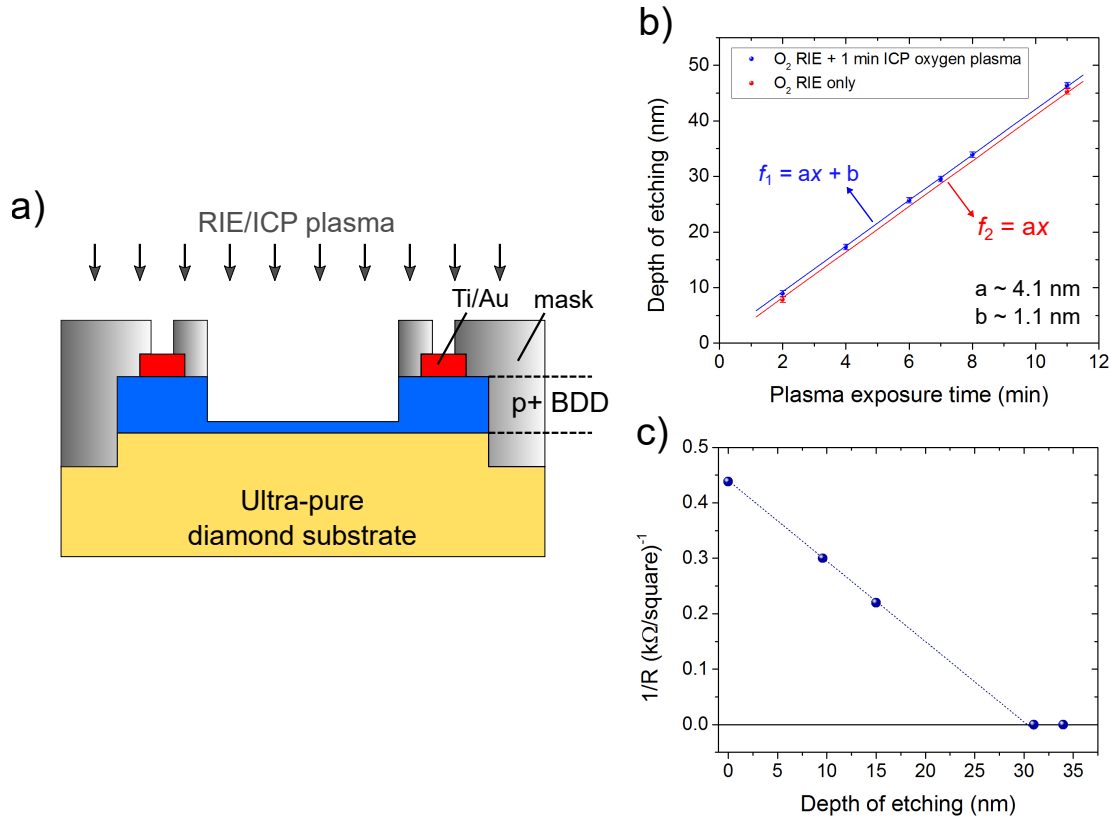 a)
RIE/ICP plasma
Ti/Au
mask
p+ BDD
Ultra-pure
diamond substrate
b)
O₂ RIE + 1 min ICP oxygen plasma
O₂ RIE only
f₁ = ax + b
f₂ = ax
a ~ 4.1 nm
b ~ 1.1 nm
50
40
30
20
10
0
0 2 4 6 8 10 12
Depth of etching (nm)
Plasma exposure time (min)
c)
0.5
0.4
0.3
0.2
0.1
0.0
0 5 10 15 20 25 30 35
1/R (kΩ/square)⁻¹
Depth of etching (nm)